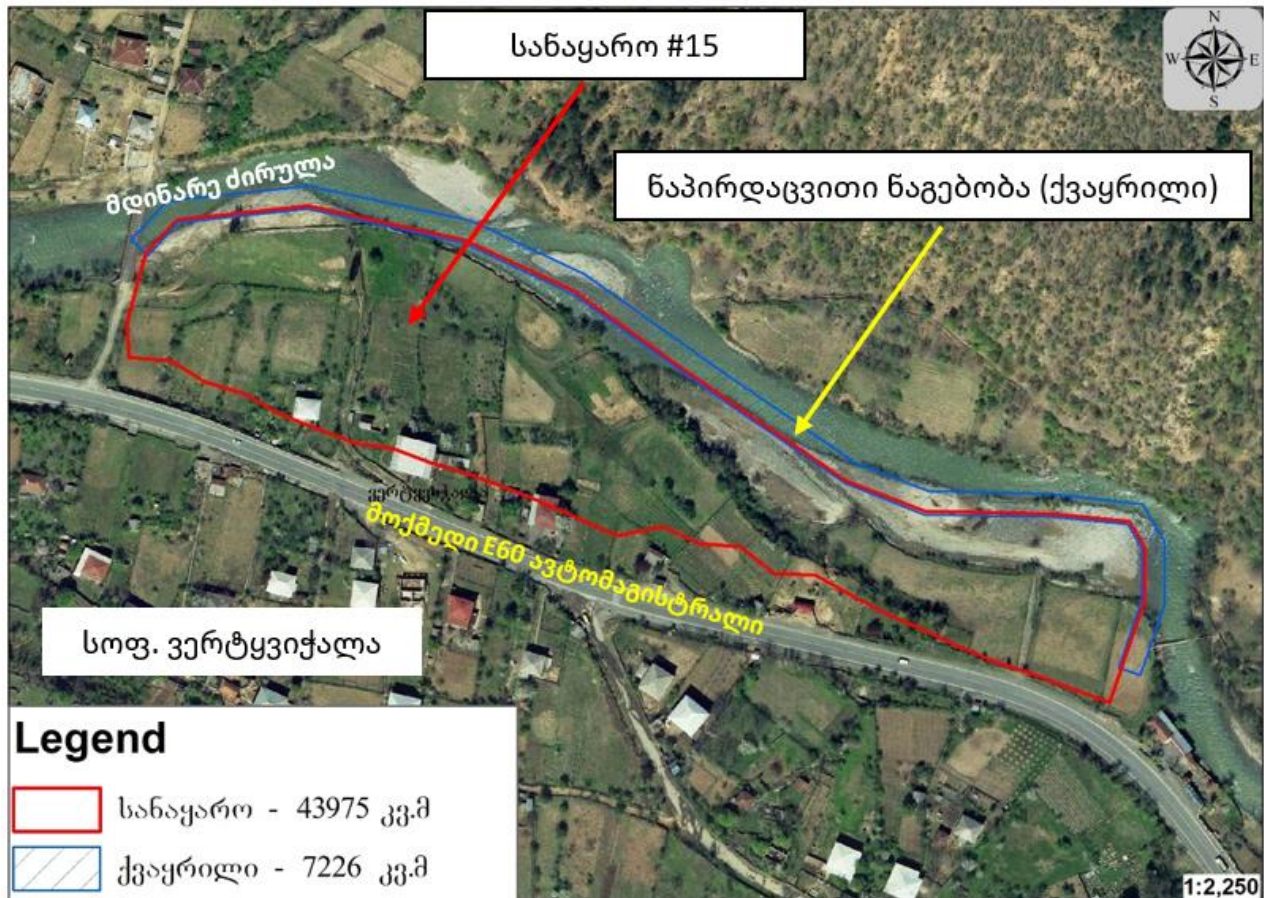 სანაყარო #15
N
W E
S
ნაპირდაცვითი ნაგებობა (ქვაყრილი)
მდინარე ძირულა
მოქმედი E60 ავტომაგისტრალი
სოფ. ვერტყვიჭალა
Legend
სანაყარო - 43975 კვ.მ
ქვაყრილი - 7226 კვ.მ
1:2,250